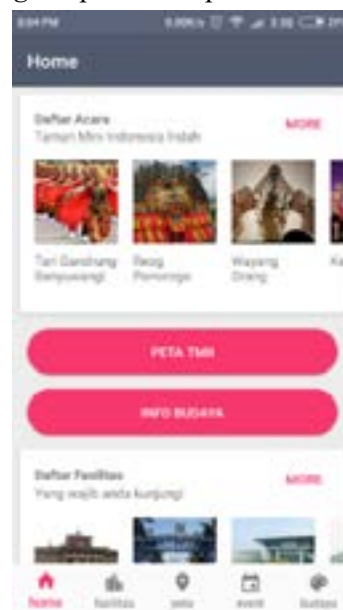 Home
Daftar Acara
MORE
Taman Mini Indonesia Indah
Tari Gandrung
Banyuwangi
Reog
Ponorogo
Wayang
Orang
PETA TMII
INFO BUDAYA
Daftar Fasilitas
MORE
Yang wajib anda kunjungi
home
fasilitas
peta
event
budaya